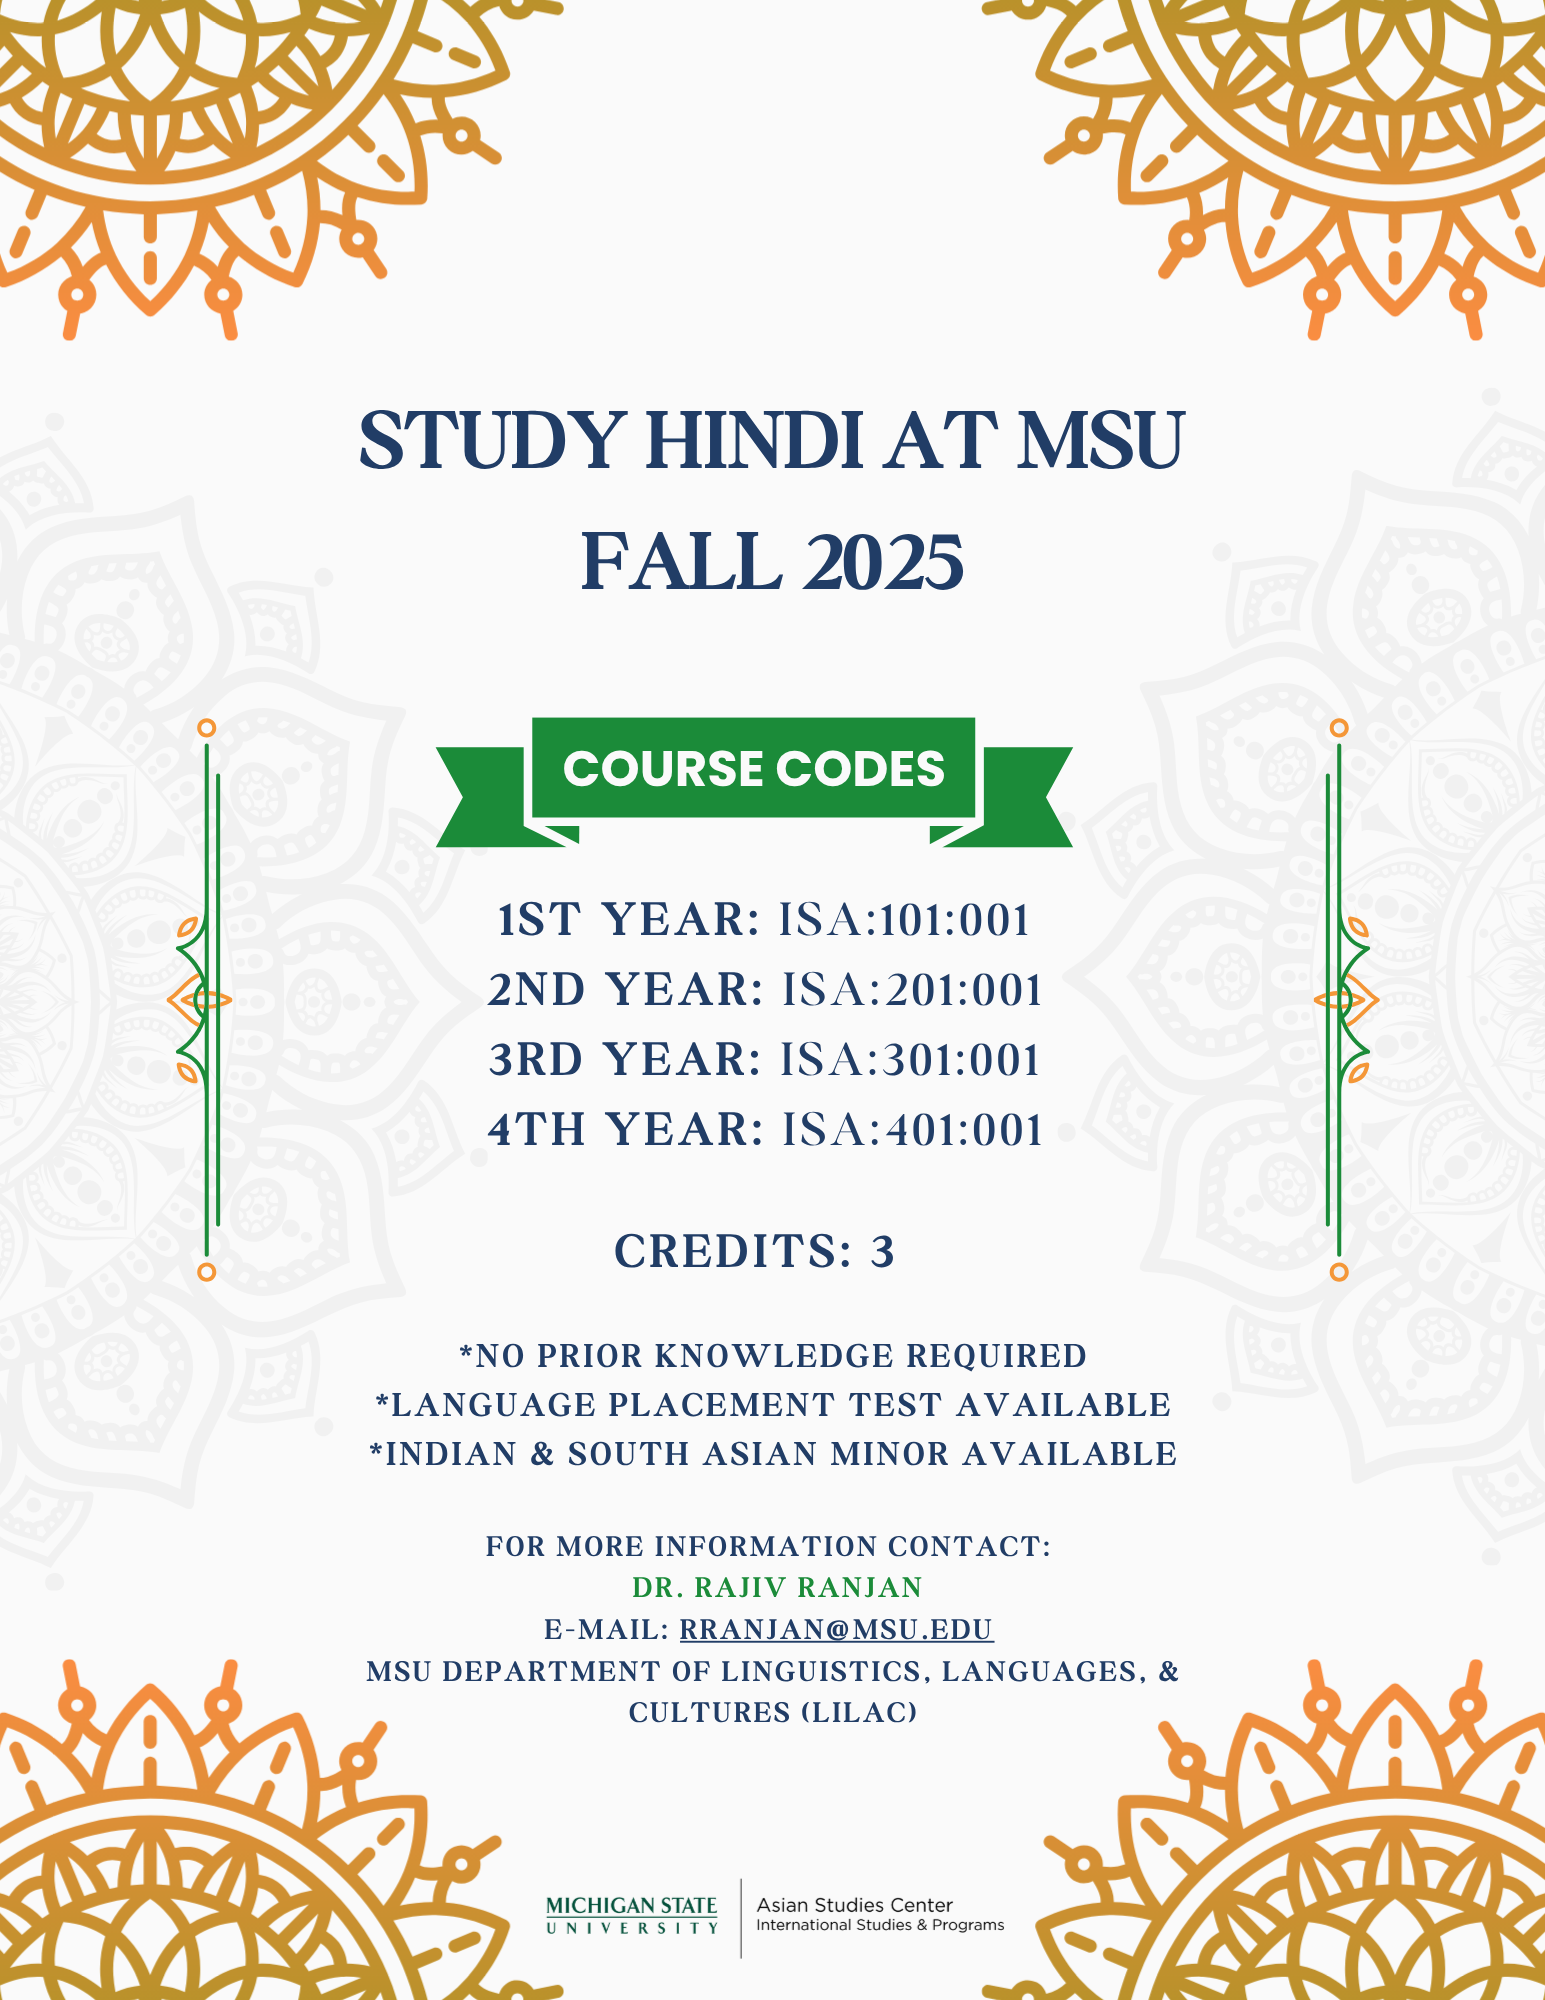 STUDY HINDI AT MSU
FALL 2025
COURSE CODES
1ST YEAR: ISA:101:001
2ND YEAR: ISA:201:001
3RD YEAR: ISA:301:001
4TH YEAR: ISA:401:001
CREDITS: 3
*NO PRIOR KNOWLEDGE REQUIRED
*LANGUAGE PLACEMENT TEST AVAILABLE
*INDIAN & SOUTH ASIAN MINOR AVAILABLE
FOR MORE INFORMATION CONTACT:
DR. RAJIV RANJAN
E-MAIL: RRANJAN@MSU.EDU
MSU DEPARTMENT OF LINGUISTICS, LANGUAGES, &
CULTURES (LILAC)
MICHIGAN STATE
UNIVERSITY
Asian Studies Center
International Studies & Programs